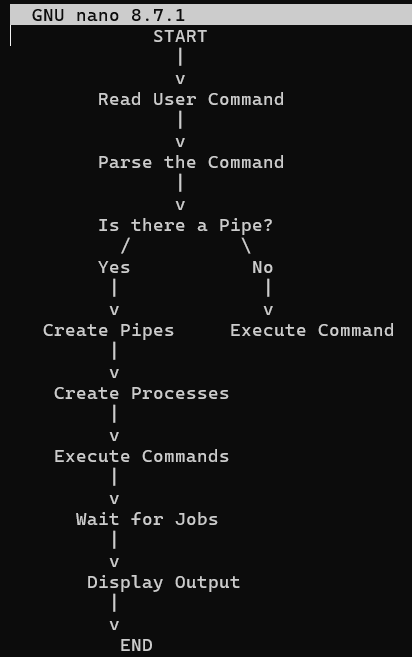 GNU nano 8.7.1
START
|
v
Read User Command
|
v
Parse the Command
|
v
Is there a Pipe?
/ \
Yes No
| |
v v
Create Pipes Execute Command
|
v
Create Processes
|
v
Execute Commands
|
v
Wait for Jobs
|
v
Display Output
|
v
END